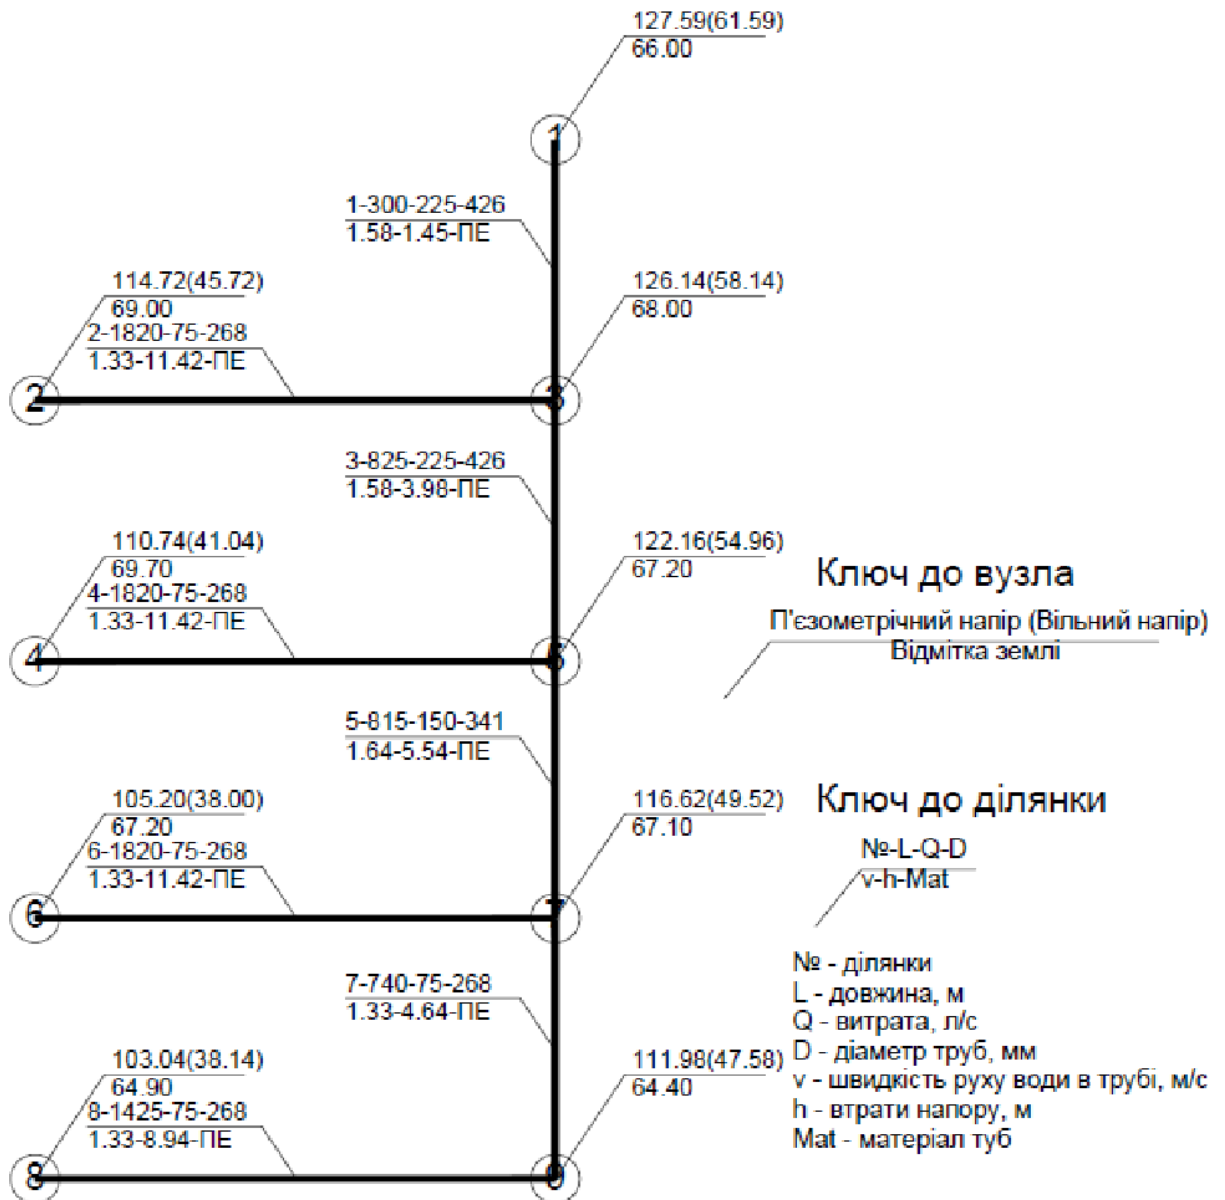 127.59(61.59)
66.00
1
1-300-225-426
1.58-1.45-ПЕ
114.72(45.72)
69.00
2-1820-75-268
1.33-11.42-ПЕ
126.14(58.14)
68.00
2
3
3-825-225-426
1.58-3.98-ПЕ
110.74(41.04)
69.70
4-1820-75-268
1.33-11.42-ПЕ
122.16(54.96)
67.20
4
5
Ключ до вузла
П'єзометричний напір (Вільний напір)
Відмітка землі
5-815-150-341
1.64-5.54-ПЕ
105.20(38.00)
67.20
6-1820-75-268
1.33-11.42-ПЕ
116.62(49.52)
67.10
6
7
Ключ до ділянки
№-L-Q-D
v-h-Mat
7-740-75-268
1.33-4.64-ПЕ
103.04(38.14)
64.90
8-1425-75-268
1.33-8.94-ПЕ
111.98(47.58)
64.40
8
9
№ - ділянки
L - довжина, м
Q - витрата, л/с
D - діаметр труб, мм
v - швидкість руху води в трубі, м/с
h - втрати напору, м
Mat - матеріал туб